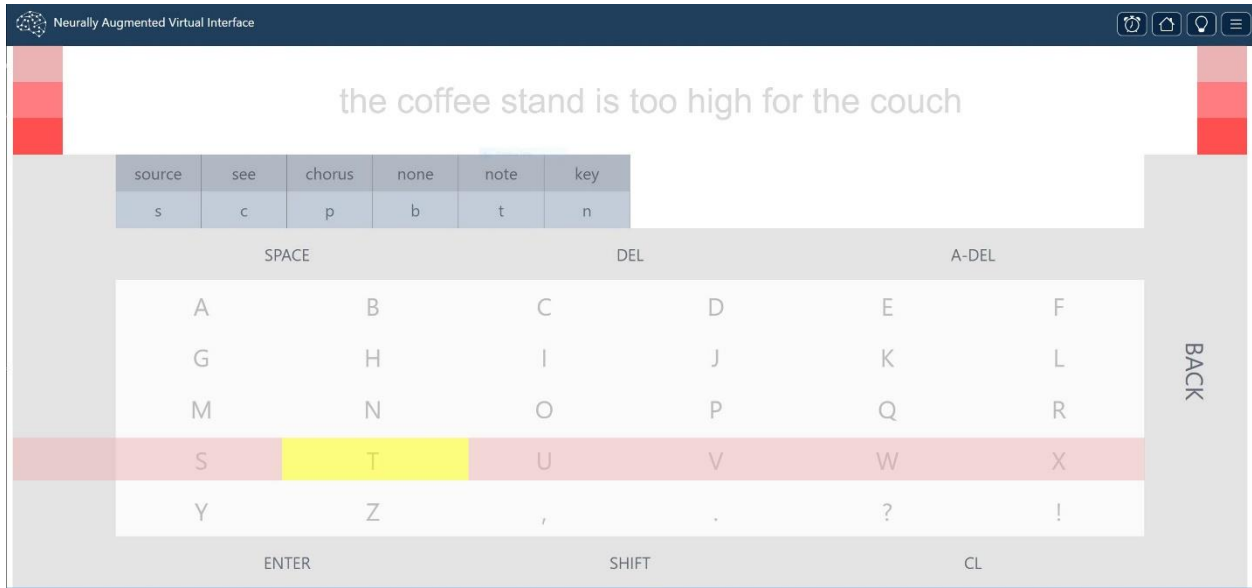 Neurally Augmented Virtual Interface
the coffee stand is too high for the couch
source see chorus none note key
s c p b t n
SPACE DEL A-DEL
A B C D E F
G H I J K L
M N O P Q R
S T U V W X
Y Z , . ? !
ENTER SHIFT CL
BACK